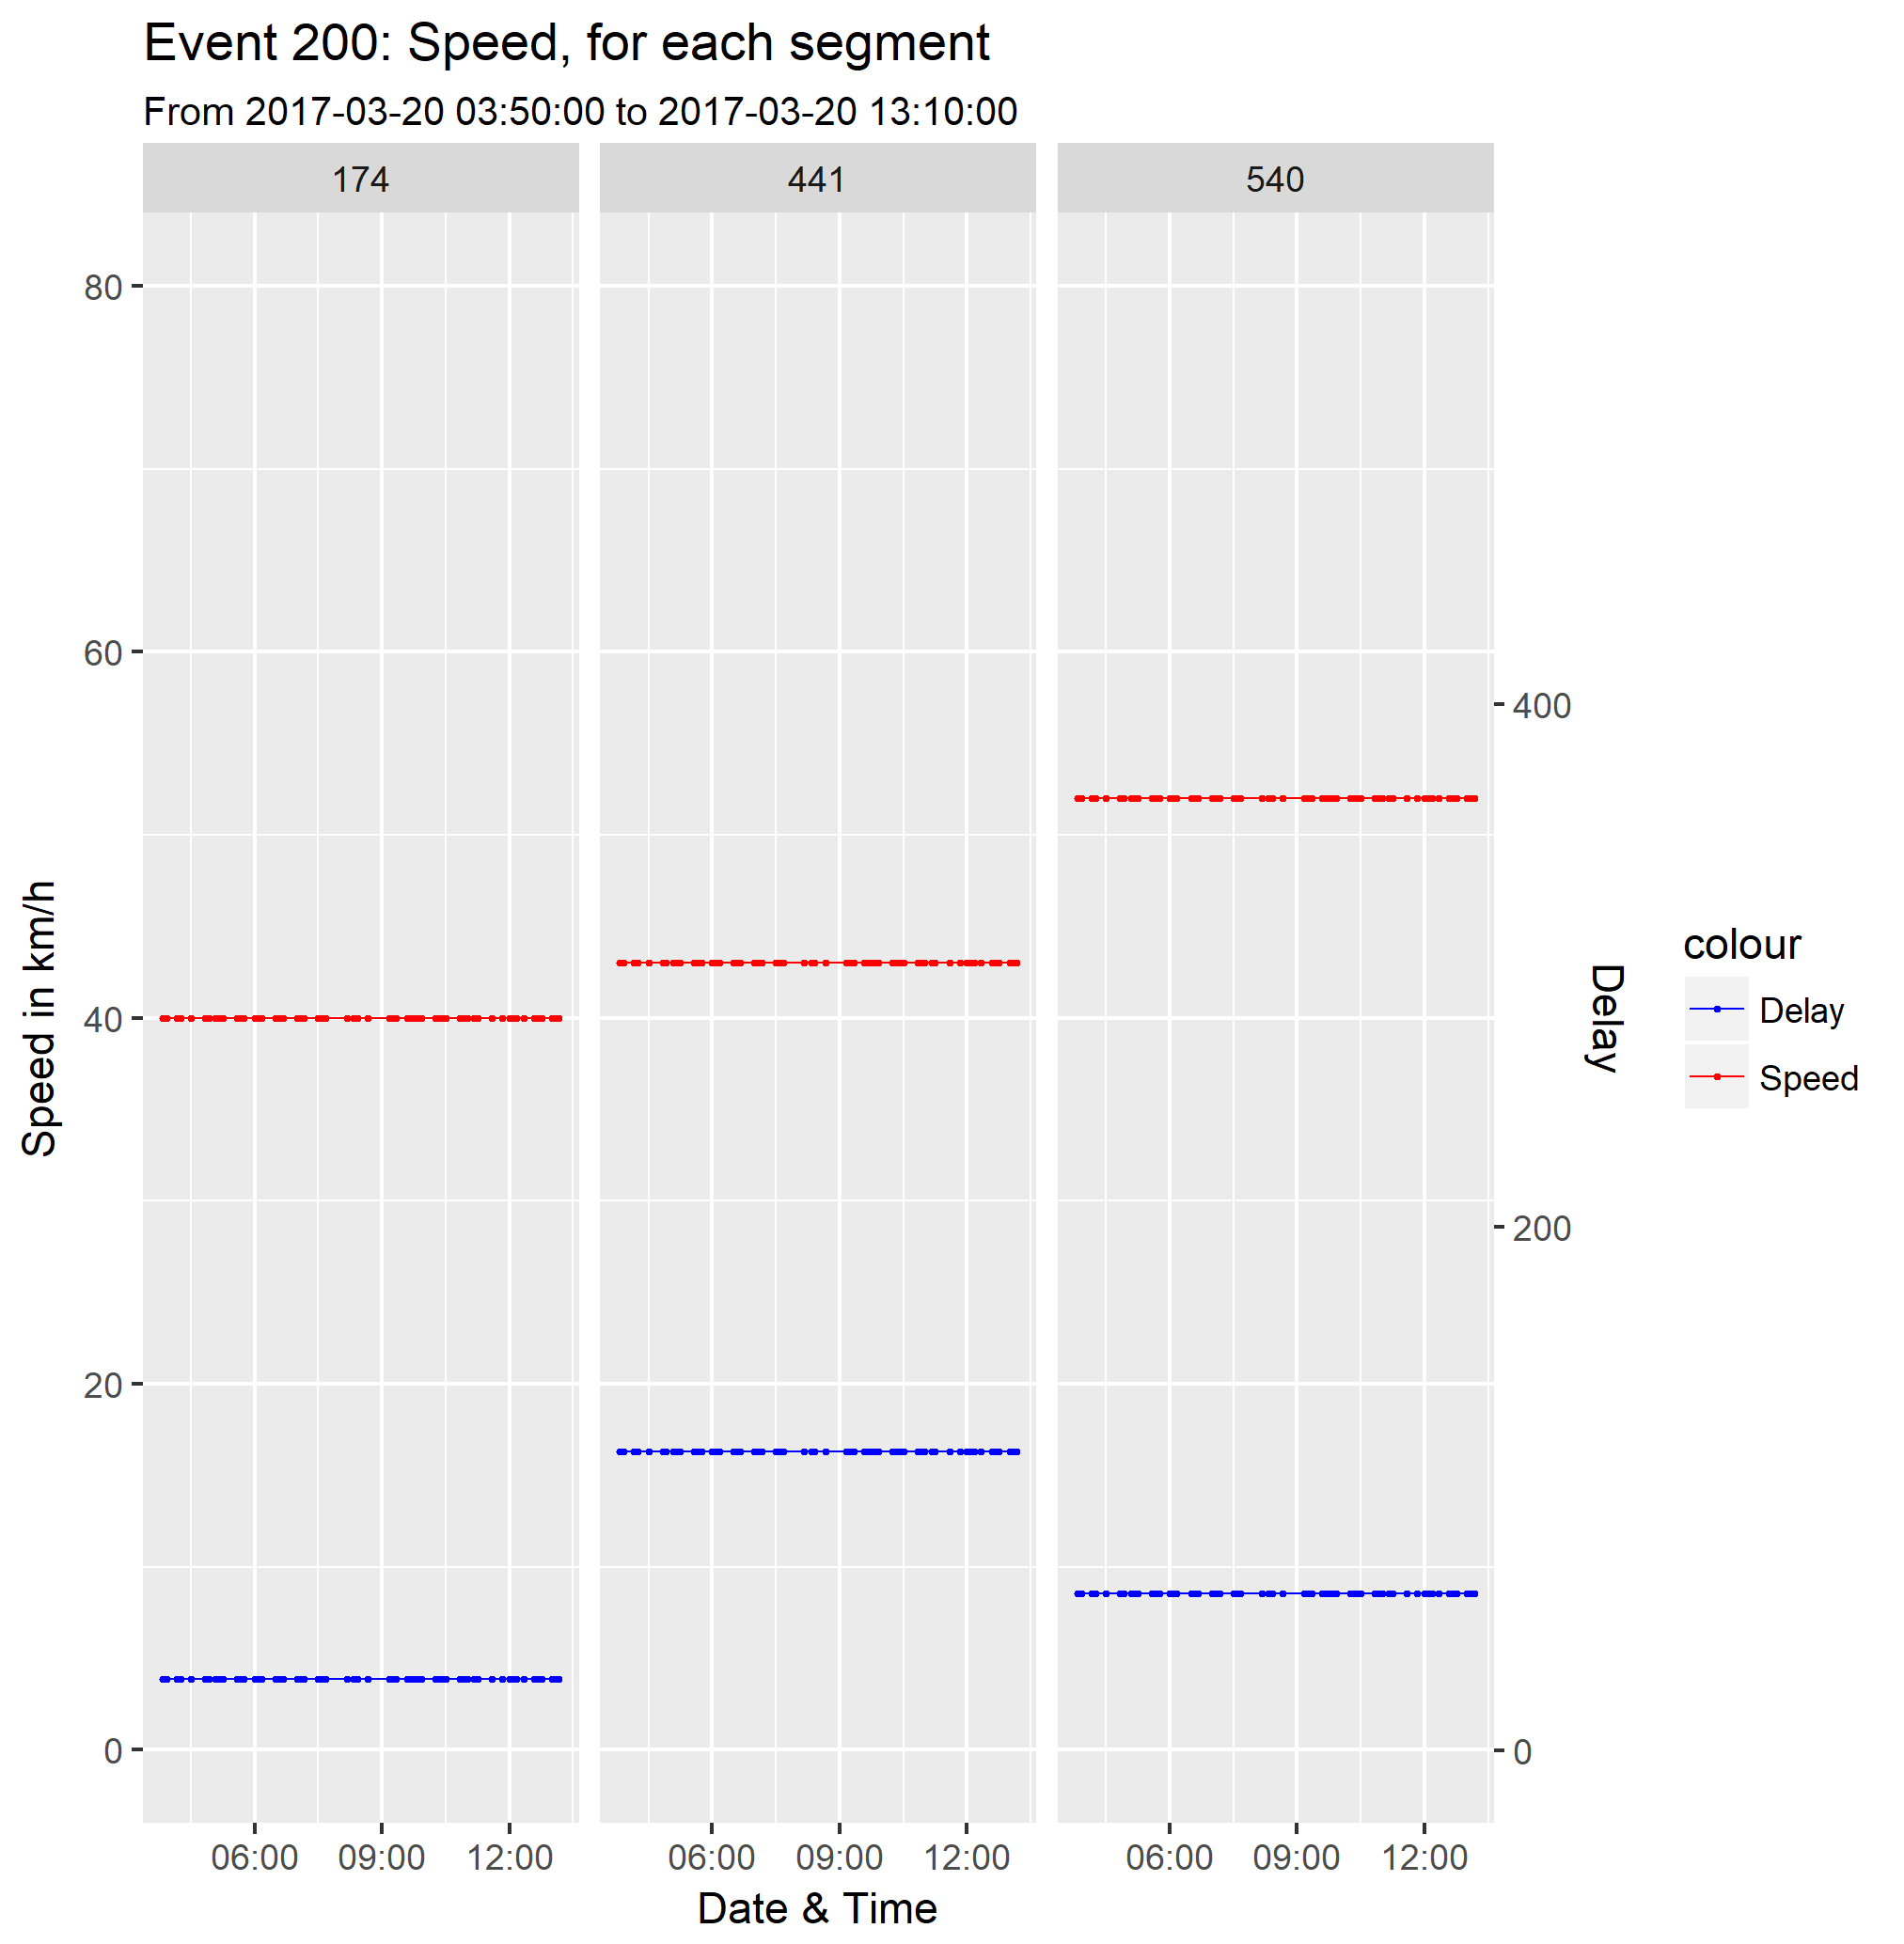 Event 200: Speed, for each segment
From 2017-03-20 03:50:00 to 2017-03-20 13:10:00
174 441 540
80
60
40
20
0
Speed in km/h
400
200
0
Delay
06:00 09:00 12:00 06:00 09:00 12:00 06:00 09:00 12:00
Date & Time
colour
Delay
Speed